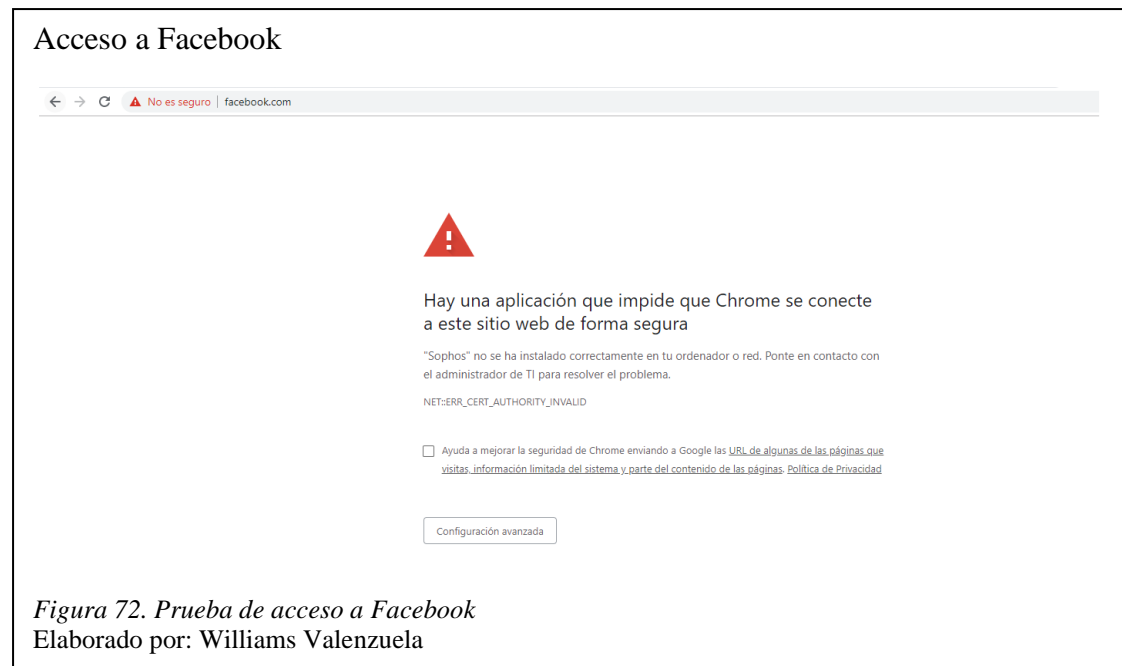 Acceso a Facebook
No es seguro | facebook.com
Hay una aplicación que impide que Chrome se conecte
a este sitio web de forma segura
"Sophos" no se ha instalado correctamente en tu ordenador o red. Ponte en contacto con
el administrador de TI para resolver el problema.
NET::ERR_CERT_AUTHORITY_INVALID
Ayuda a mejorar la seguridad de Chrome enviando a Google las URL de algunas de las páginas que
visitas, información limitada del sistema y parte del contenido de las páginas. Política de Privacidad
Configuración avanzada
Figura 72. Prueba de acceso a Facebook
Elaborado por: Williams Valenzuela